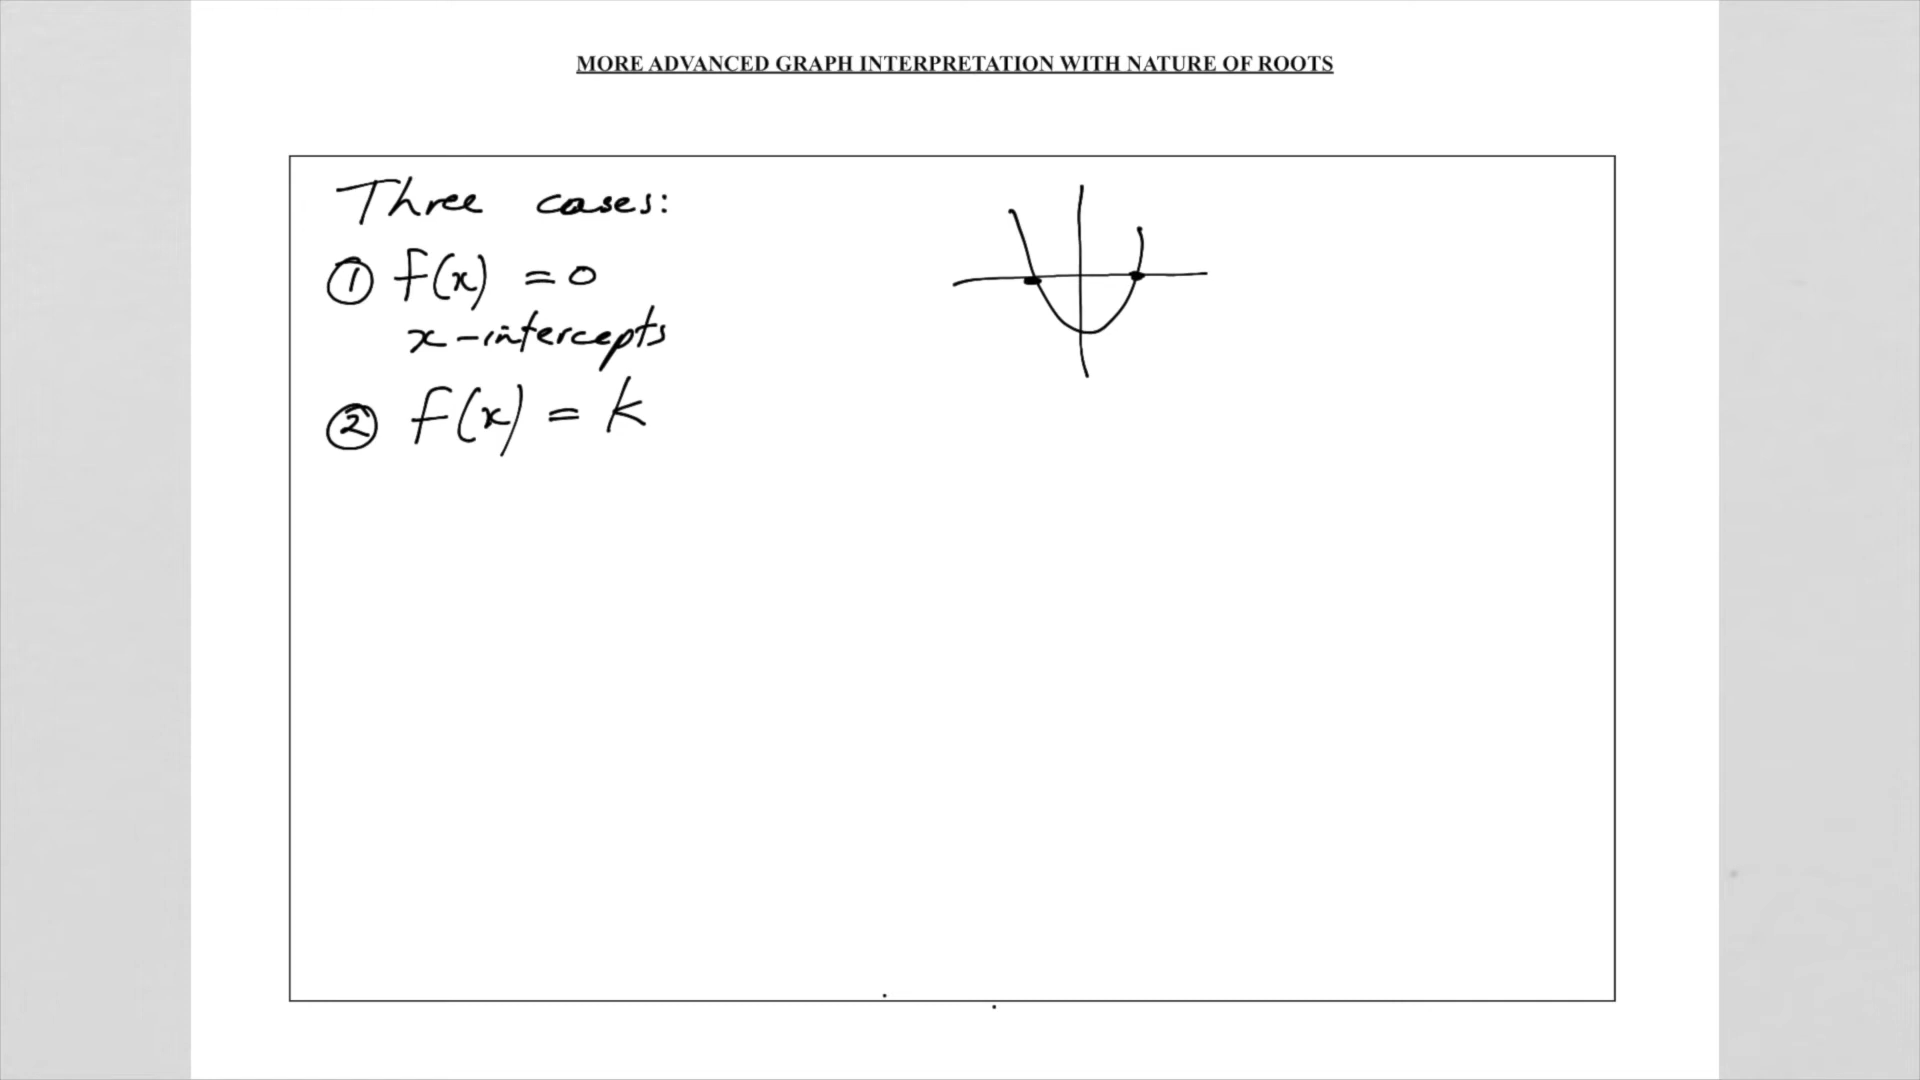 MORE ADVANCED GRAPH INTERPRETATION WITH NATURE OF ROOTS
Three cases:
① f(x) = 0
x-intercepts
② f(x) = k